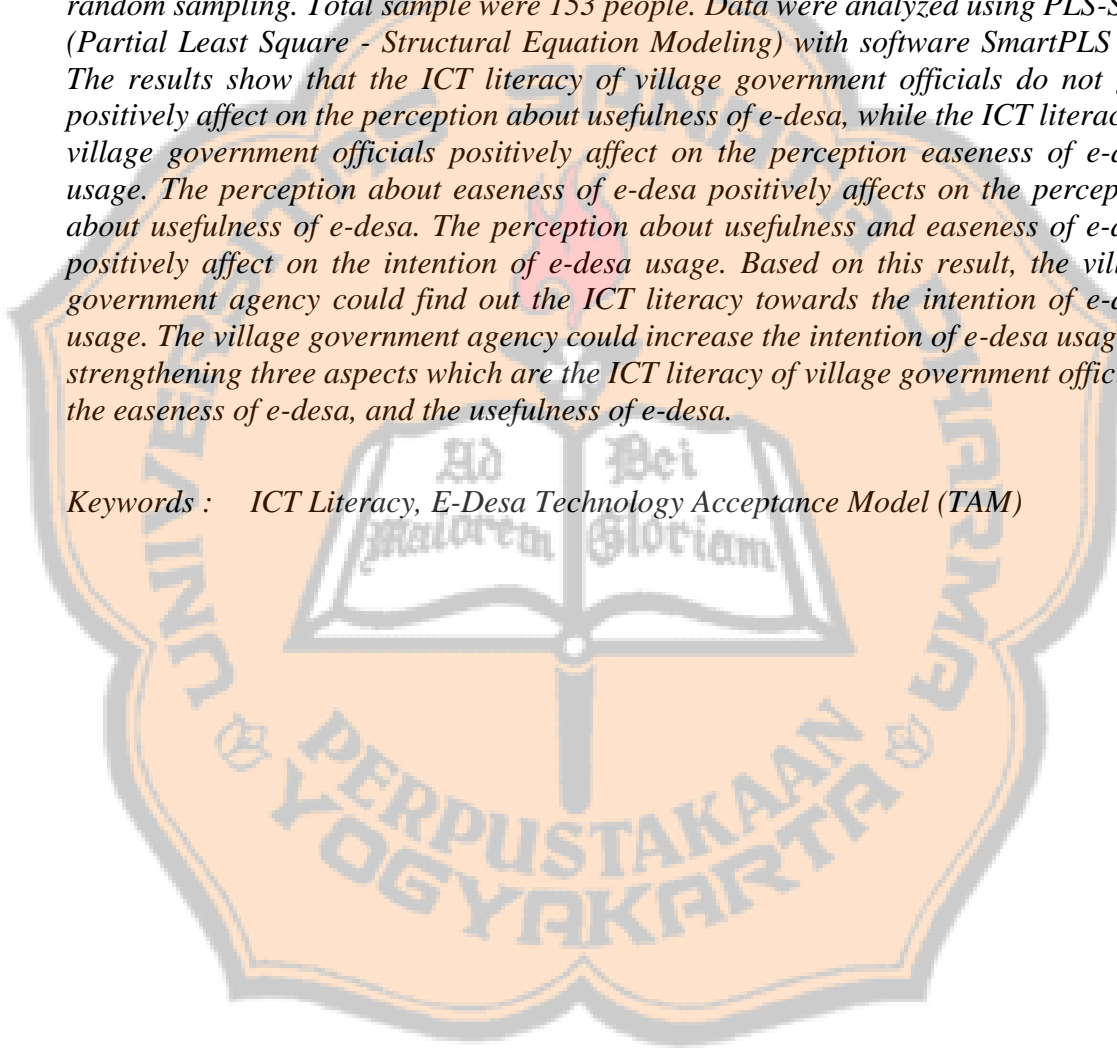 random sampling. Total sample were 153 people. Data were analyzed using PLS-S
(Partial Least Square - Structural Equation Modeling) with software SmartPLS
The results show that the ICT literacy of village government officials do not
positively affect on the perception about usefulness of e-desa, while the ICT literac
village government officials positively affect on the perception easeness of e-
usage. The perception about easeness of e-desa positively affects on the percep
about usefulness of e-desa. The perception about usefulness and easeness of e-
positively affect on the intention of e-desa usage. Based on this result, the vill
government agency could find out the ICT literacy towards the intention of e-
usage. The village government agency could increase the intention of e-desa usag
strengthening three aspects which are the ICT literacy of village government offic
the easeness of e-desa, and the usefulness of e-desa.
Keywords : ICT Literacy, E-Desa Technology Acceptance Model (TAM)
UNIVERSITAS SANATA DHARMA
Ad Dei
Maiorem Gloriam
PERPUSTAKAAN
YOGYAKARTA